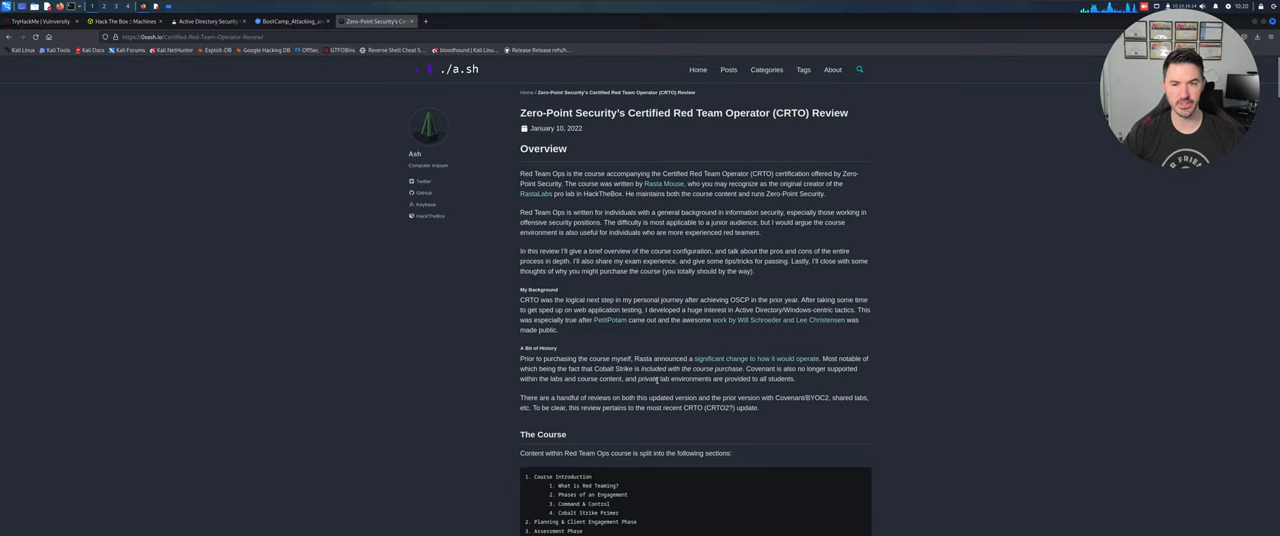 10.10.16.14
10:20
TryHackMe | Vulnversity
Hack The Box :: Machines
Active Directory Security
BootCamp_Attacking_an
Zero-Point Security's Cert
https://0xash.io/Certified-Red-Team-Operator-Review/
Kali Linux Kali Tools Kali Docs Kali Forums Kali NetHunter Exploit-DB Google Hacking DB OffSec GTFOBins Reverse Shell Cheat S… bloodhound | Kali Linu… Release Release refs/h…
./a.sh
Home Posts Categories Tags About
Ash
Computer enjoyer
Twitter
GitHub
Keybase
HackTheBox
Home / Zero-Point Security's Certified Red Team Operator (CRTO) Review
Zero-Point Security's Certified Red Team Operator (CRTO) Review
January 10, 2022
Overview
Red Team Ops is the course accompanying the Certified Red Team Operator (CRTO) certification offered by Zero-
Point Security. The course was written by Rasta Mouse, who you may recognize as the original creator of the
RastaLabs pro lab in HackTheBox. He maintains both the course content and runs Zero-Point Security.
Red Team Ops is written for individuals with a general background in information security, especially those working in
offensive security positions. The difficulty is most applicable to a junior audience, but I would argue the course
environment is also useful for individuals who are more experienced red teamers.
In this review I'll give a brief overview of the course configuration, and talk about the pros and cons of the entire
process in depth. I'll also share my exam experience, and give some tips/tricks for passing. Lastly, I'll close with some
thoughts of why you might purchase the course (you totally should by the way).
My Background
CRTO was the logical next step in my personal journey after achieving OSCP in the prior year. After taking some time
to get sped up on web application testing, I developed a huge interest in Active Directory/Windows-centric tactics. This
was especially true after PetitPotam came out and the awesome work by Will Schroeder and Lee Christensen was
made public.
A Bit of History
Prior to purchasing the course myself, Rasta announced a significant change to how it would operate. Most notable of
which being the fact that Cobalt Strike is included with the course purchase. Covenant is also no longer supported
within the labs and course content, and private lab environments are provided to all students.
There are a handful of reviews on both this updated version and the prior version with Covenant/BYOC2, shared labs,
etc. To be clear, this review pertains to the most recent CRTO (CRTO2?) update.
The Course
Content within Red Team Ops course is split into the following sections:
1. Course Introduction
1. What is Red Teaming?
2. Phases of an Engagement
3. Command & Control
4. Cobalt Strike Primer
2. Planning & Client Engagement Phase
3. Assessment Phase